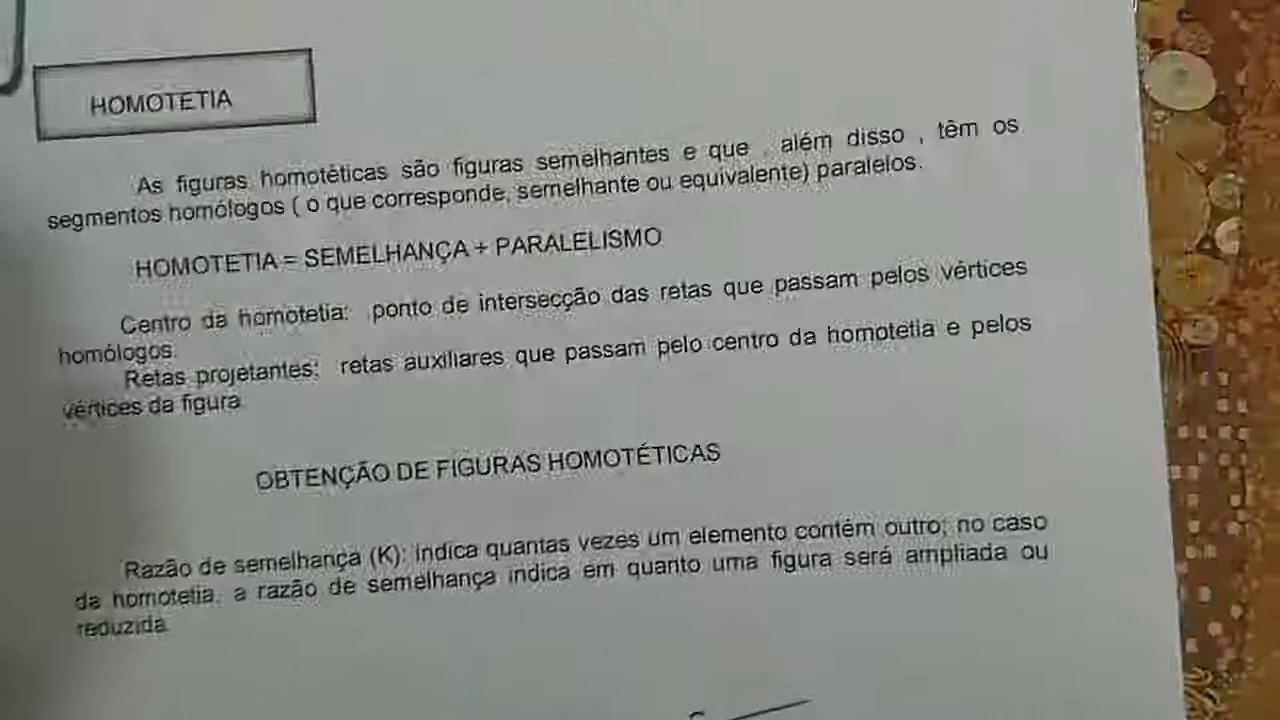 HOMOTETIA
As figuras homotéticas são figuras semelhantes e que , além disso , têm os
segmentos homólogos ( o que corresponde, semelhante ou equivalente) paralelos.
HOMOTETIA = SEMELHANÇA + PARALELISMO
Centro da homotetia: ponto de intersecção das retas que passam pelos vértices
homólogos.
Retas projetantes: retas auxiliares que passam pelo centro da homotetia e pelos
vértices da figura.
OBTENÇÃO DE FIGURAS HOMOTÉTICAS
Razão de semelhança (K): indica quantas vezes um elemento contém outro; no caso
da homotetia, a razão de semelhança indica em quanto uma figura será ampliada ou
reduzida.